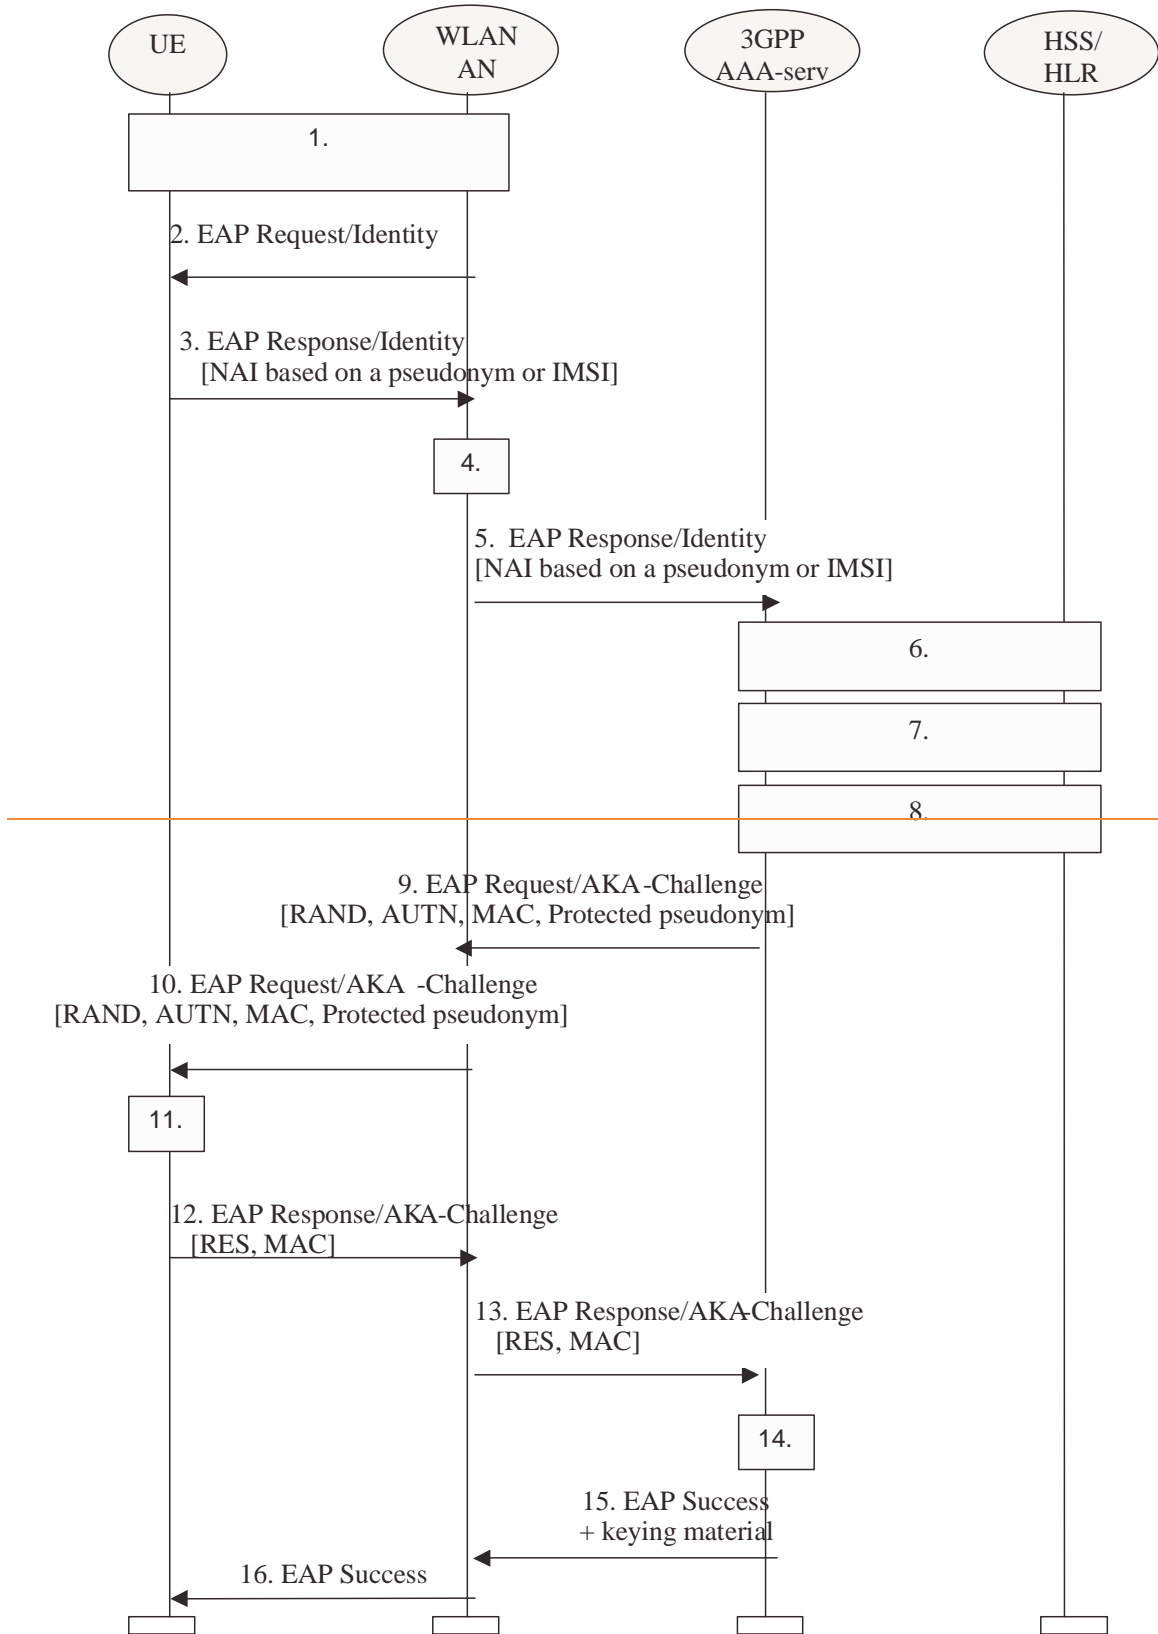 UE
WLAN
AN
3GPP
AAA-serv
HSS/
HLR
1.
2. EAP Request/Identity
3. EAP Response/Identity
[NAI based on a pseudonym or IMSI]
4.
5. EAP Response/Identity
[NAI based on a pseudonym or IMSI]
6.
7.
8.
9. EAP Request/AKA-Challenge
[RAND, AUTN, MAC, Protected pseudonym]
10. EAP Request/AKA -Challenge
[RAND, AUTN, MAC, Protected pseudonym]
11.
12. EAP Response/AKA-Challenge
[RES, MAC]
13. EAP Response/AKA-Challenge
[RES, MAC]
14.
15. EAP Success
+ keying material
16. EAP Success